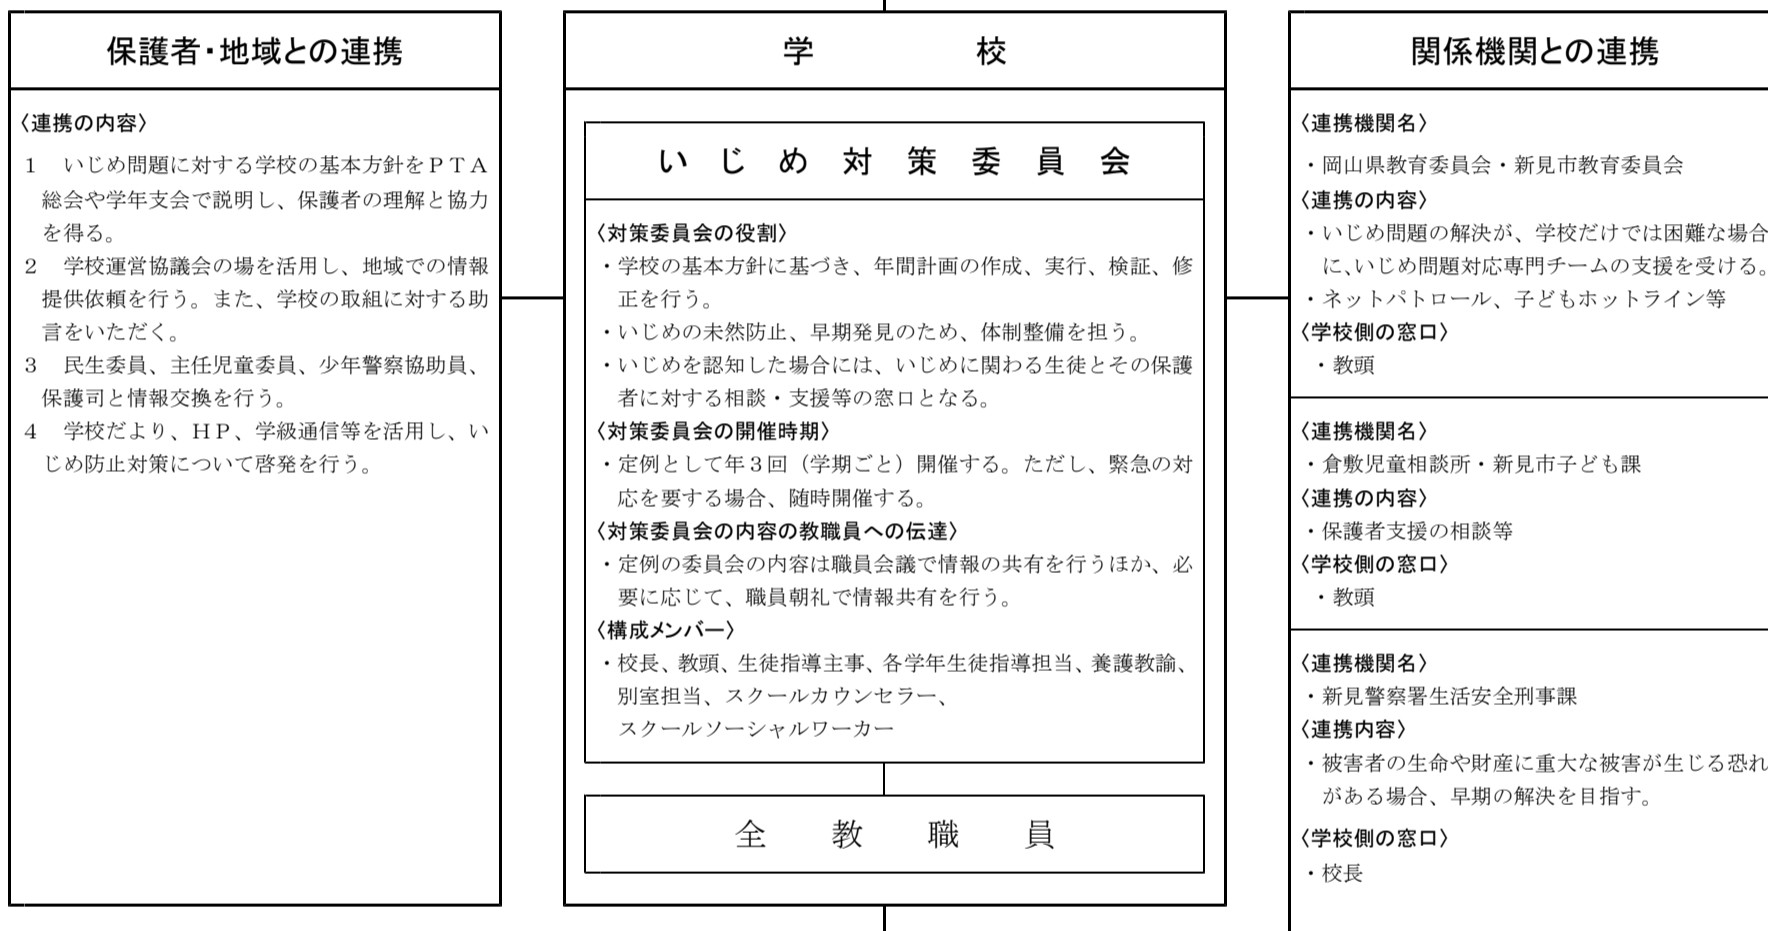 保護者・地域との連携
〈連携の内容〉
１　いじめ問題に対する学校の基本方針をＰＴＡ
総会や学年支会で説明し、保護者の理解と協力
を得る。
２　学校運営協議会の場を活用し、地域での情報
提供依頼を行う。また、学校の取組に対する助
言をいただく。
３　民生委員、主任児童委員、少年警察協助員、
保護司と情報交換を行う。
４　学校だより、ＨＰ、学級通信等を活用し、い
じめ防止対策について啓発を行う。
学　校
いじめ対策委員会
〈対策委員会の役割〉
・学校の基本方針に基づき、年間計画の作成、実行、検証、修
正を行う。
・いじめの未然防止、早期発見のため、体制整備を担う。
・いじめを認知した場合には、いじめに関わる生徒とその保護
者に対する相談・支援等の窓口となる。
〈対策委員会の開催時期〉
・定例として年３回（学期ごと）開催する。ただし、緊急の対
応を要する場合、随時開催する。
〈対策委員会の内容の教職員への伝達〉
・定例の委員会の内容は職員会議で情報の共有を行うほか、必
要に応じて、職員朝礼で情報共有を行う。
〈構成メンバー〉
・校長、教頭、生徒指導主事、各学年生徒指導担当、養護教諭、
別室担当、スクールカウンセラー、
スクールソーシャルワーカー
全　教　職　員
関係機関との連携
〈連携機関名〉
・岡山県教育委員会・新見市教育委員会
〈連携の内容〉
・いじめ問題の解決が、学校だけでは困難な場合
に、いじめ問題対応専門チームの支援を受ける。
・ネットパトロール、子どもホットライン等
〈学校側の窓口〉
・教頭
〈連携機関名〉
・倉敷児童相談所・新見市子ども課
〈連携の内容〉
・保護者支援の相談等
〈学校側の窓口〉
・教頭
〈連携機関名〉
・新見警察署生活安全刑事課
〈連携内容〉
・被害者の生命や財産に重大な被害が生じる恐れ
がある場合、早期の解決を目指す。
〈学校側の窓口〉
・校長